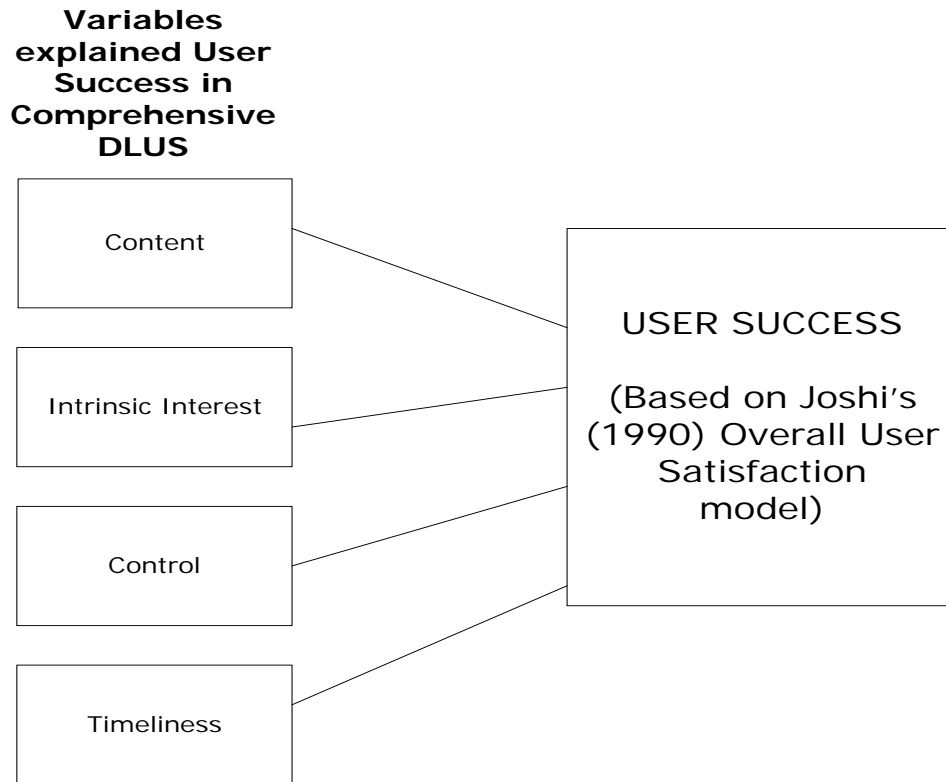 Variables
explained User
Success in
Comprehensive
DLUS
Content
Intrinsic Interest
Control
Timeliness
USER SUCCESS
(Based on Joshi's
(1990) Overall User
Satisfaction
model)